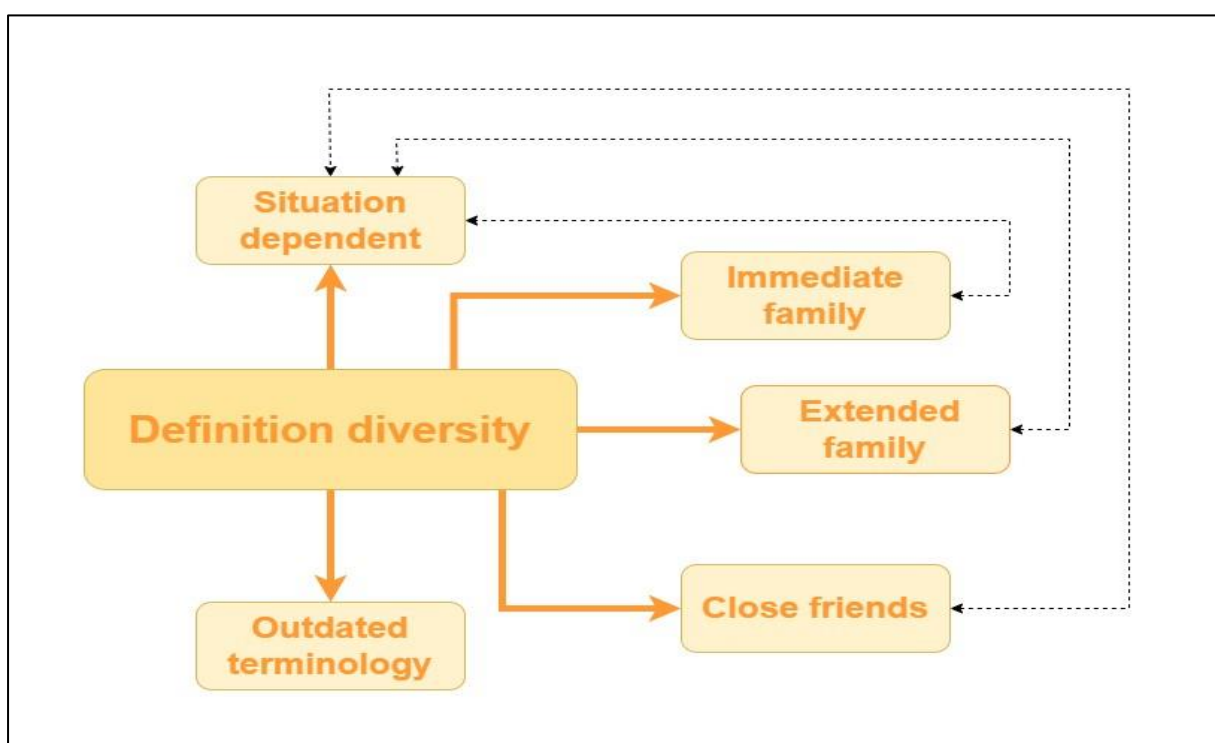 Situation
dependent
Immediate
family
Definition diversity
Extended
family
Outdated
terminology
Close friends